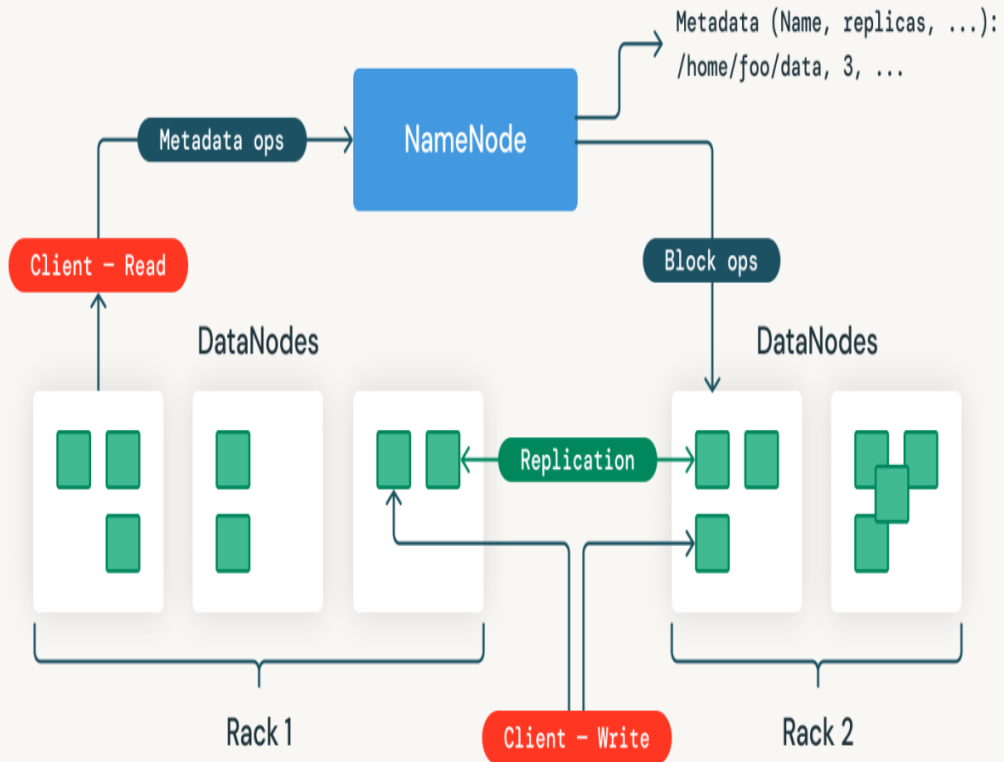 Metadata (Name, replicas, ...):
/home/foo/data, 3, ...
NameNode
Metadata ops
Client – Read
Block ops
DataNodes
DataNodes
Replication
Rack 1
Client – Write
Rack 2